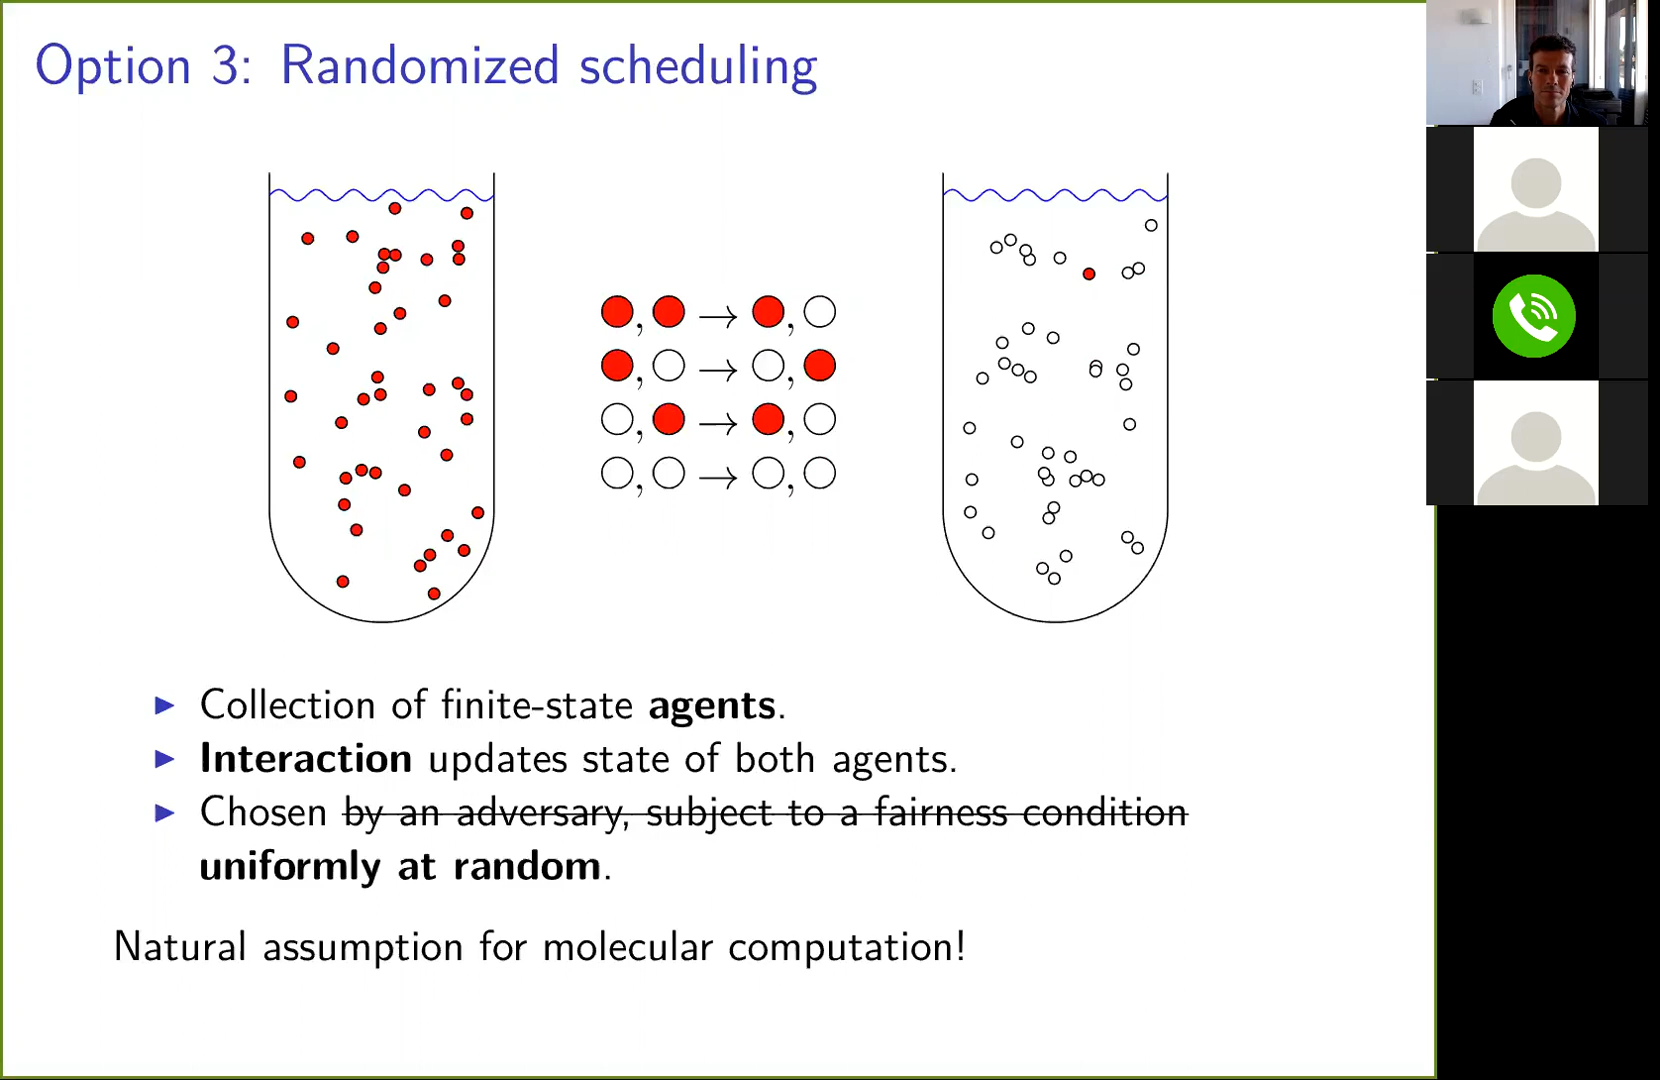 Option 3: Randomized scheduling
, → ,
, → ,
, → ,
, → ,
Collection of finite-state agents.
Interaction updates state of both agents.
Chosen by an adversary, subject to a fairness condition
uniformly at random.
Natural assumption for molecular computation!